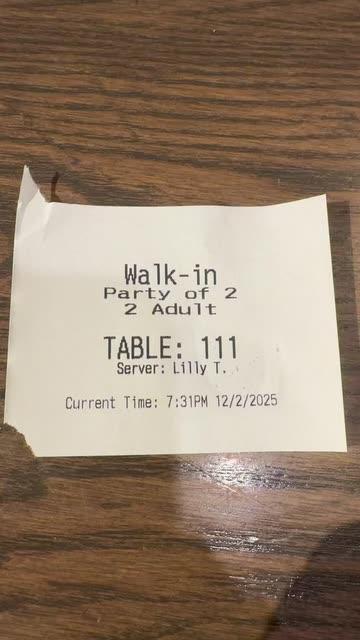 Walk-in
Party of 2
2 Adult
TABLE: 111
Server: Lilly T.
Current Time: 7:31PM 12/2/2025